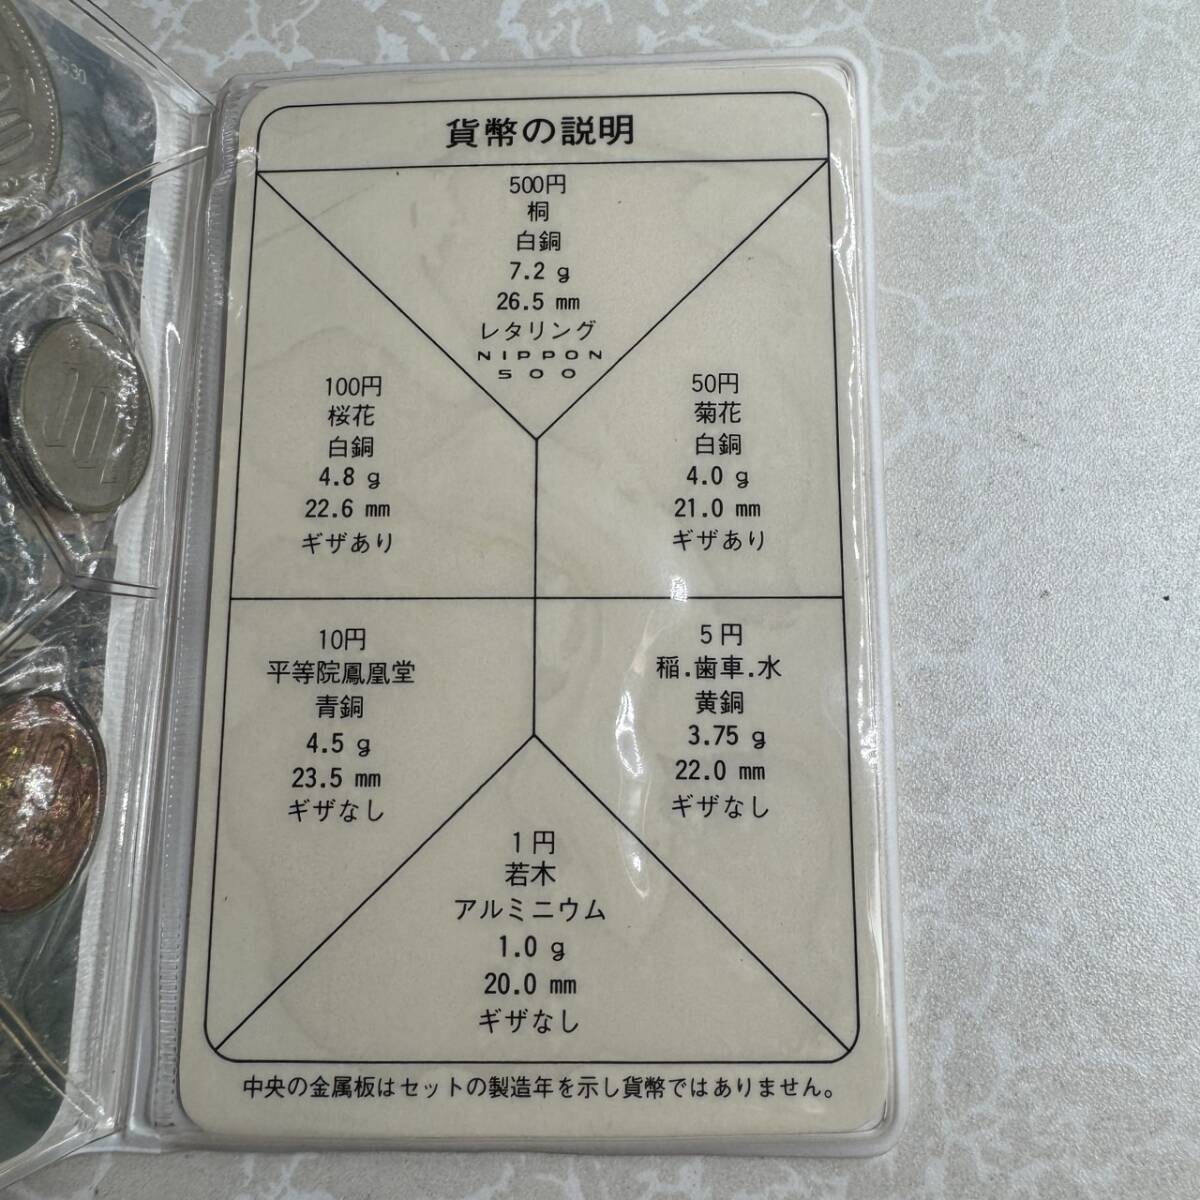 貨幣の説明
500円
桐
白銅
7.2 g
26.5 mm
レタリング
NIPPON
500
100円
桜花
白銅
4.8 g
22.6 mm
ギザあり
50円
菊花
白銅
4.0 g
21.0 mm
ギザあり
10円
平等院鳳凰堂
青銅
4.5 g
23.5 mm
ギザなし
5円
稲.歯車.水
黄銅
3.75 g
22.0 mm
ギザなし
1円
若木
アルミニウム
1.0 g
20.0 mm
ギザなし
中央の金属板はセットの製造年を示し貨幣ではありません。
100
10